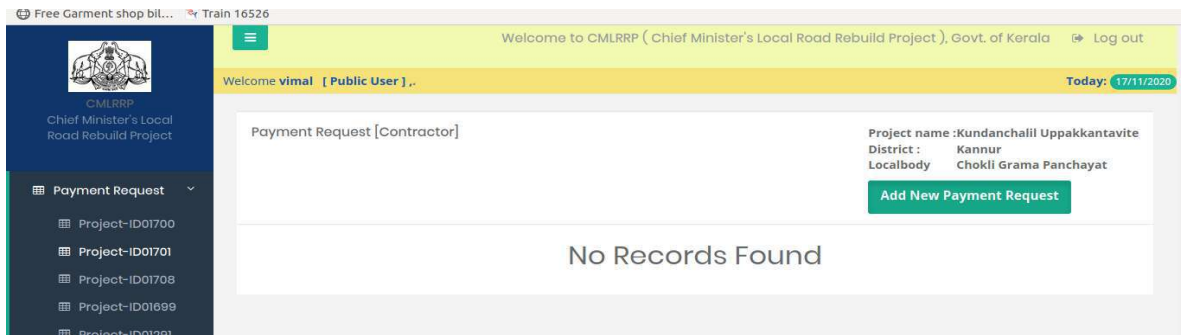 Free Garment shop bil... Train 16526
Welcome to CMLRRP ( Chief Minister's Local Road Rebuild Project ), Govt. of Kerala Log out
Welcome vimal [ Public User ] ,.
Today: 17/11/2020
CMLRRP
Chief Minister's Local
Road Rebuild Project
Payment Request
Project-ID01700
Project-ID01701
Project-ID01708
Project-ID01699
Project-ID01291
Payment Request [Contractor]
Project name :Kundanchalil Uppakkantavite
District : Kannur
Localbody Chokli Grama Panchayat
Add New Payment Request
No Records Found